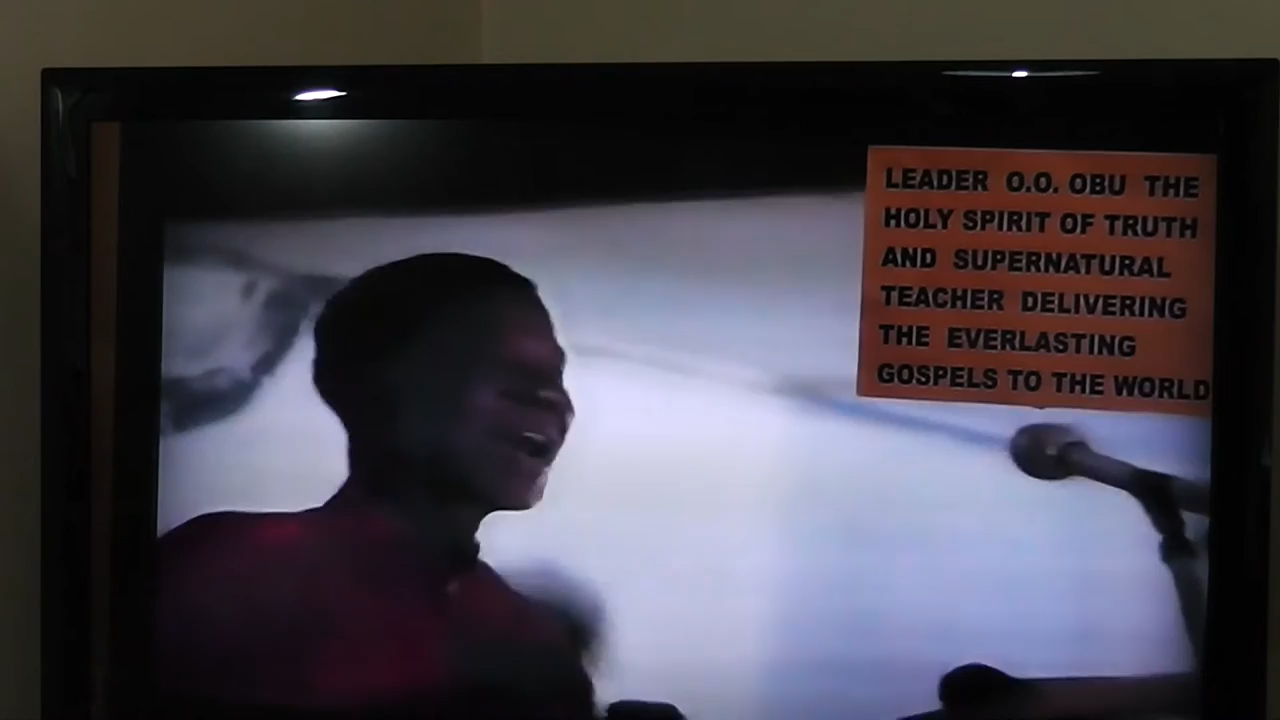 LEADER O.O. OBU THE
HOLY SPIRIT OF TRUTH
AND SUPERNATURAL
TEACHER DELIVERING
THE EVERLASTING
GOSPELS TO THE WORLD